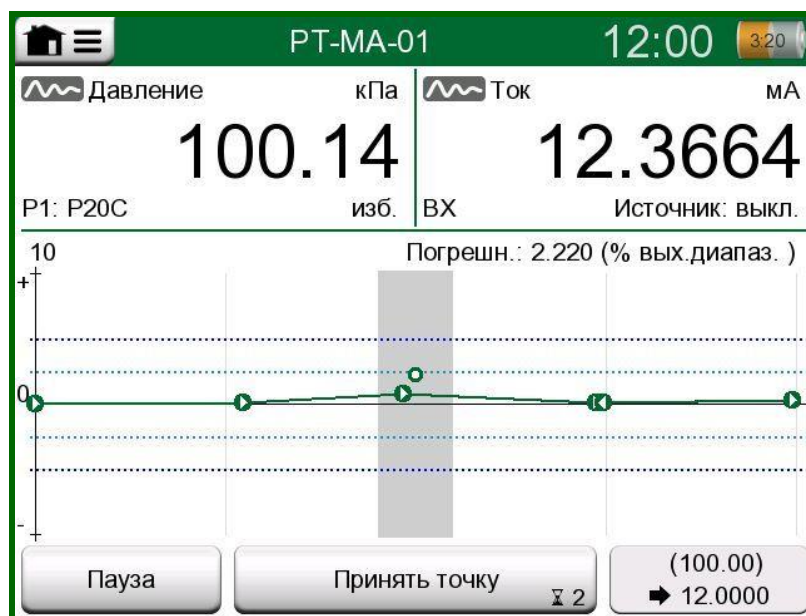 PT-MA-01 12:00 3:20
Давление кПа
100.14
P1: P20C изб.
Ток мА
12.3664
ВХ Источник: выкл.
10 Погрешн.: 2.220 (% вых.диапаз. )
+
0
-
Пауза
Принять точку
2
(100.00)
12.0000